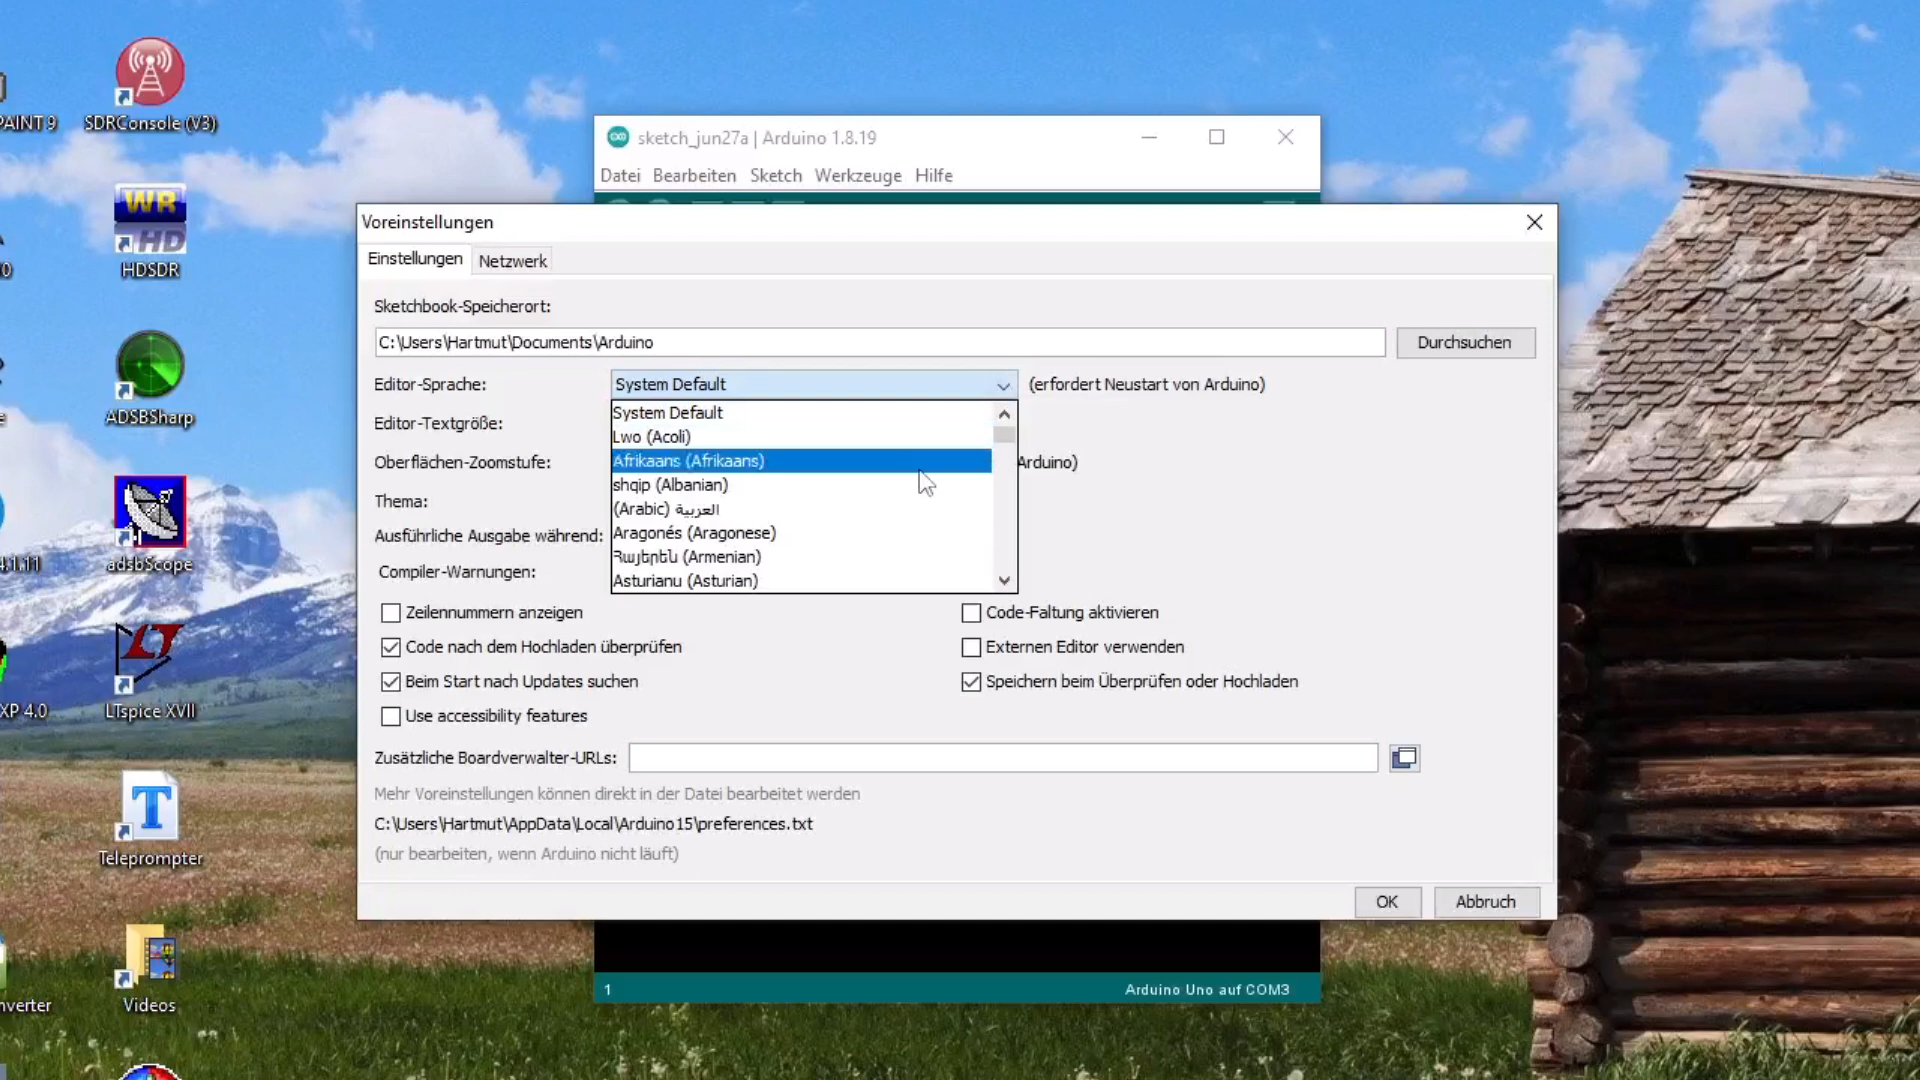 PAINT 9
SDRConsole (V3)
WR
HD
HDSDR
ADSBSharp
4.1.11
adsbScope
XP 4.0
LTspice XVII
T
Teleprompter
nverter
Videos
sketch_jun27a | Arduino 1.8.19
Datei Bearbeiten Sketch Werkzeuge Hilfe
Voreinstellungen
Einstellungen Netzwerk
Sketchbook-Speicherort:
C:\Users\Hartmut\Documents\Arduino Durchsuchen
Editor-Sprache: System Default (erfordert Neustart von Arduino)
System Default
Editor-Textgröße:
Lwo (Acoli)
Oberflächen-Zoomstufe: Afrikaans (Afrikaans) Arduino)
shqip (Albanian)
Thema:
العربية (Arabic)
Ausführliche Ausgabe während: Aragonés (Aragonese)
Հայերեն (Armenian)
Compiler-Warnungen: Asturianu (Asturian)
Zeilennummern anzeigen Code-Faltung aktivieren
Code nach dem Hochladen überprüfen Externen Editor verwenden
Beim Start nach Updates suchen Speichern beim Überprüfen oder Hochladen
Use accessibility features
Zusätzliche Boardverwalter-URLs:
Mehr Voreinstellungen können direkt in der Datei bearbeitet werden
C:\Users\Hartmut\AppData\Local\Arduino15\preferences.txt
(nur bearbeiten, wenn Arduino nicht läuft)
OK Abbruch
1 Arduino Uno auf COM3